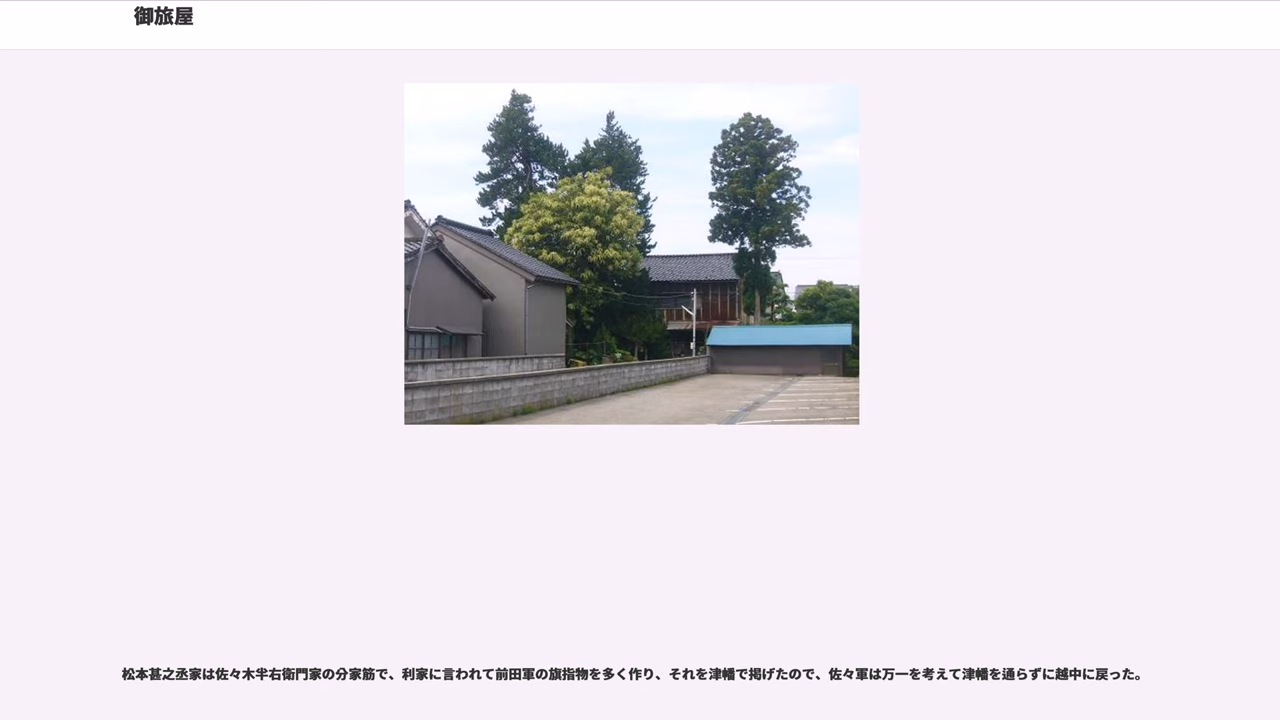 御旅屋
松本甚之丞家は佐々木半右衛門家の分家筋で、利家に言われて前田軍の旗指物を多く作り、それを津幡で掲げたので、佐々軍は万一を考えて津幡を通らずに越中に戻った。